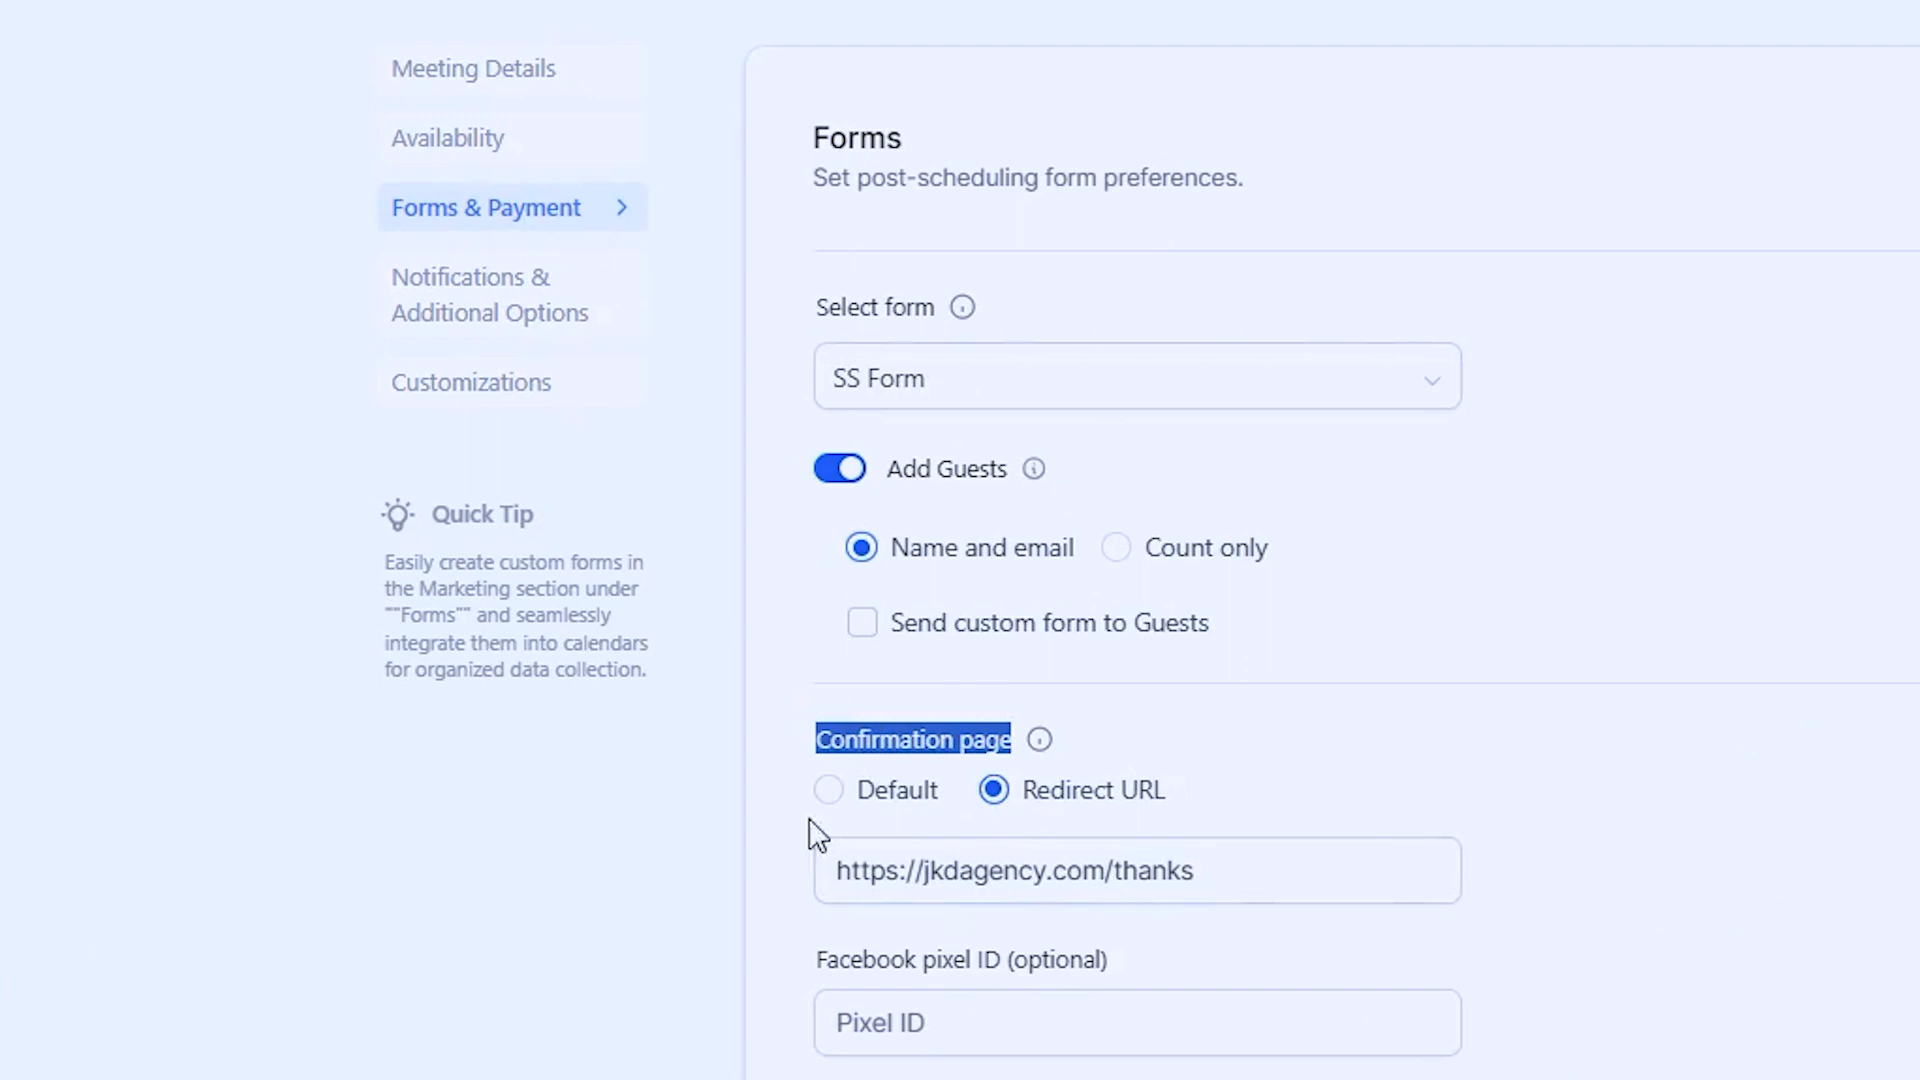 Meeting Details
Availability
Forms & Payment
Notifications &
Additional Options
Customizations
Quick Tip
Easily create custom forms in
the Marketing section under
""Forms"" and seamlessly
integrate them into calendars
for organized data collection.
Forms
Set post-scheduling form preferences.
Select form
SS Form
Add Guests
Name and email
Count only
Send custom form to Guests
Confirmation page
Default
Redirect URL
https://jkdagency.com/thanks
Facebook pixel ID (optional)
Pixel ID